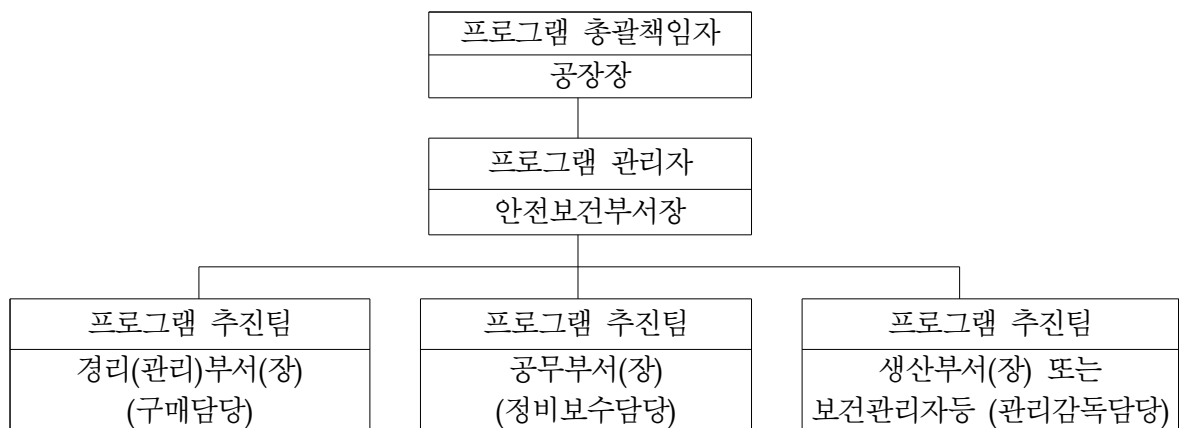 프로그램 총괄책임자
공장장
프로그램 관리자
안전보건부서장
프로그램 추진팀
경리(관리)부서(장)
(구매담당)
프로그램 추진팀
공무부서(장)
(정비보수담당)
프로그램 추진팀
생산부서(장) 또는
보건관리자등 (관리감독담당)